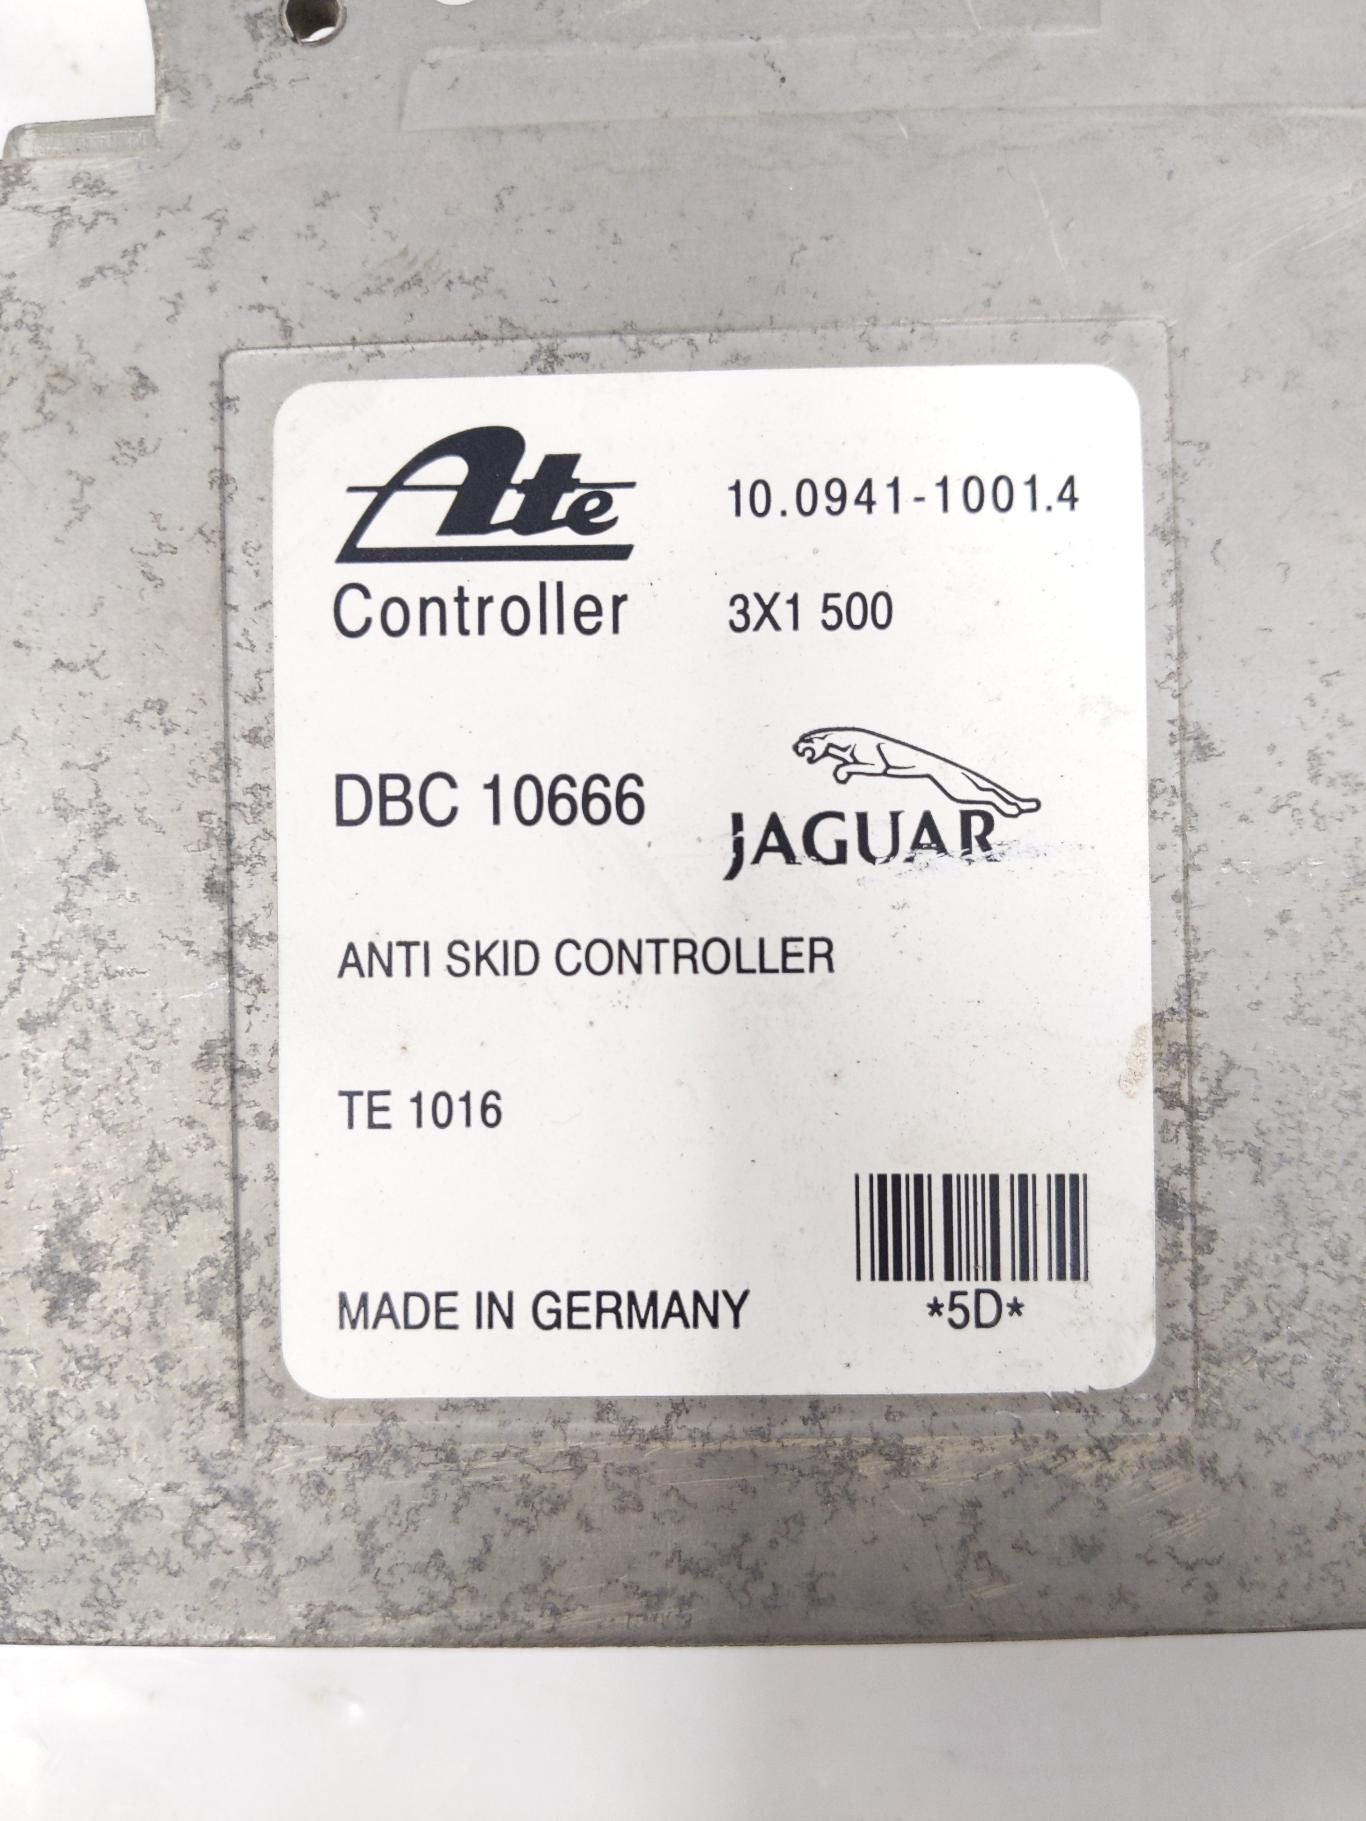 Ate 10.0941-1001.4
Controller 3X1 500
DBC 10666
JAGUAR
ANTI SKID CONTROLLER
TE 1016
MADE IN GERMANY
*5D*